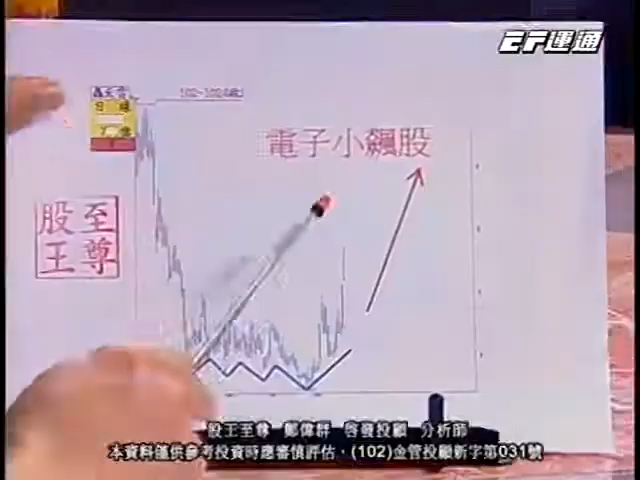 EF運通
日線
電子小飆股
股至
王尊
股王至尊 鄭偉群 啓發投顧 分析師
本資料僅供參考投資時應審慎評估，(102)金管投顧新字第031號